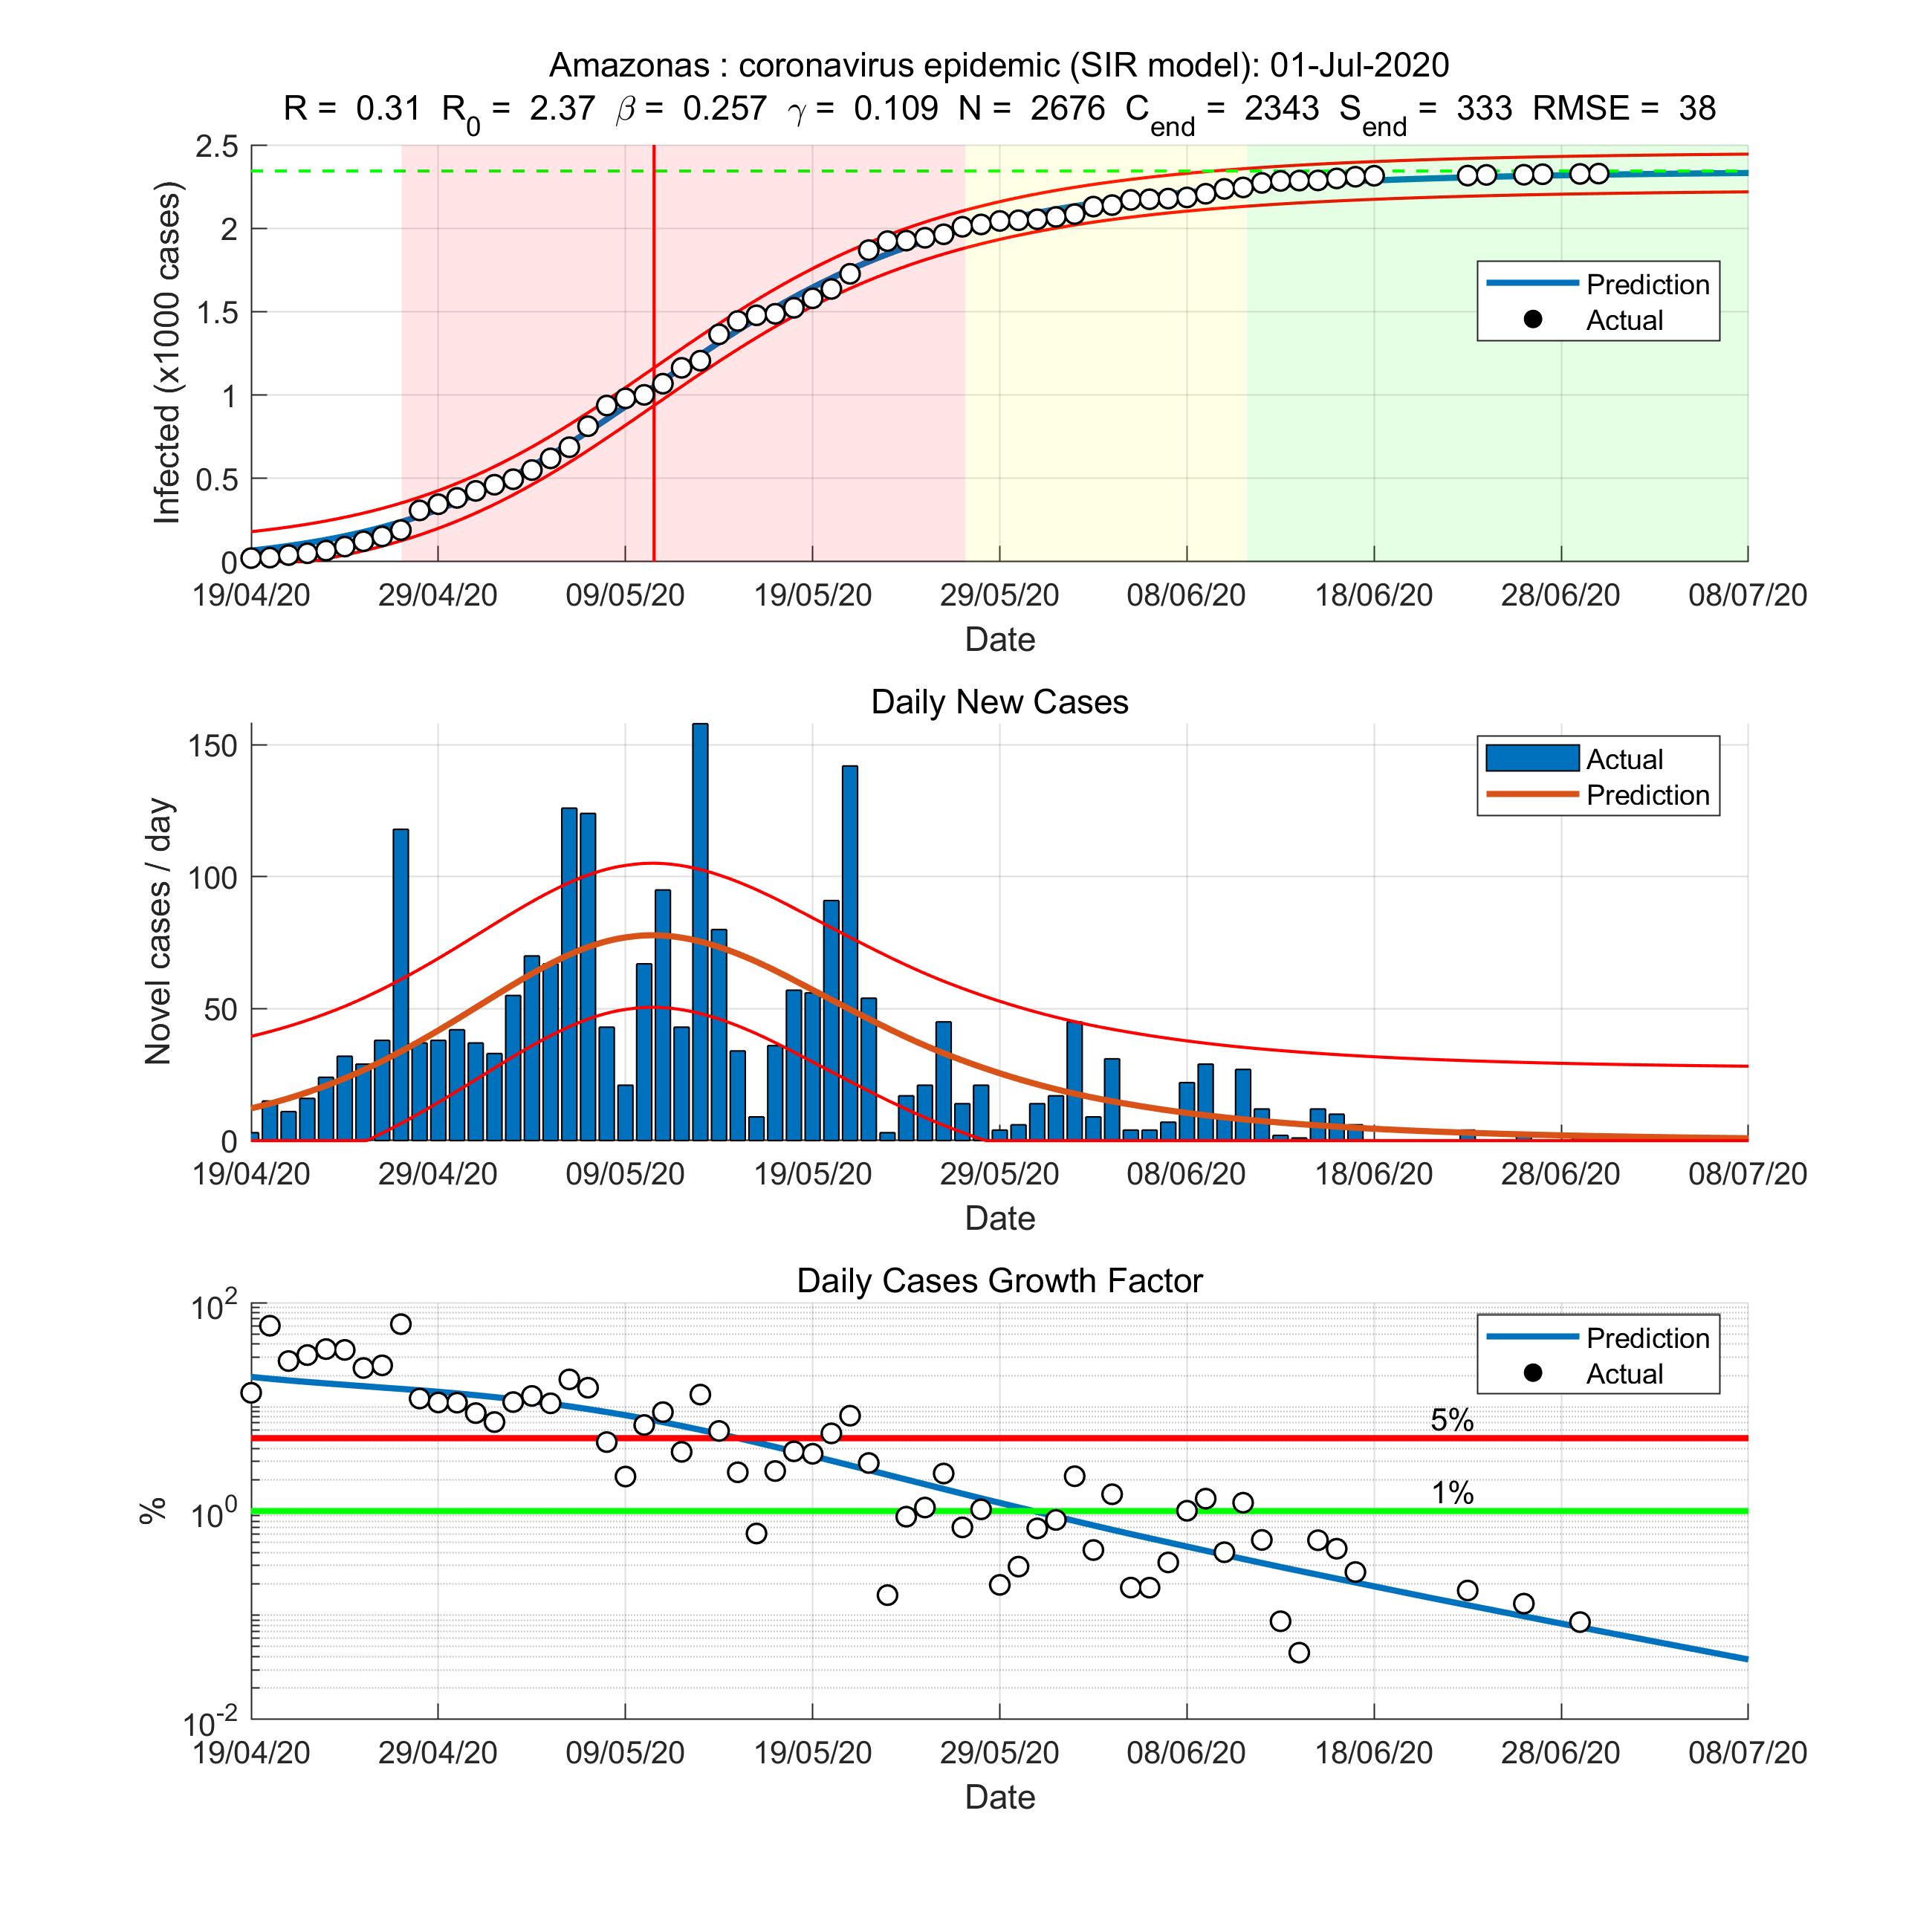 Amazonas : coronavirus epidemic (SIR model): 01-Jul-2020
R = 0.31 R0 = 2.37 β = 0.257 γ = 0.109 N = 2676 Cend = 2343 Send = 333 RMSE = 38
Infected (x1000 cases)
2.5
2
1.5
1
0.5
0
Prediction
Actual
19/04/20 29/04/20 09/05/20 19/05/20 29/05/20 08/06/20 18/06/20 28/06/20 08/07/20
Date
Daily New Cases
Novel cases / day
150
100
50
0
Actual
Prediction
19/04/20 29/04/20 09/05/20 19/05/20 29/05/20 08/06/20 18/06/20 28/06/20 08/07/20
Date
Daily Cases Growth Factor
%
10^2
10^0
10^-2
Prediction
Actual
5%
1%
19/04/20 29/04/20 09/05/20 19/05/20 29/05/20 08/06/20 18/06/20 28/06/20 08/07/20
Date